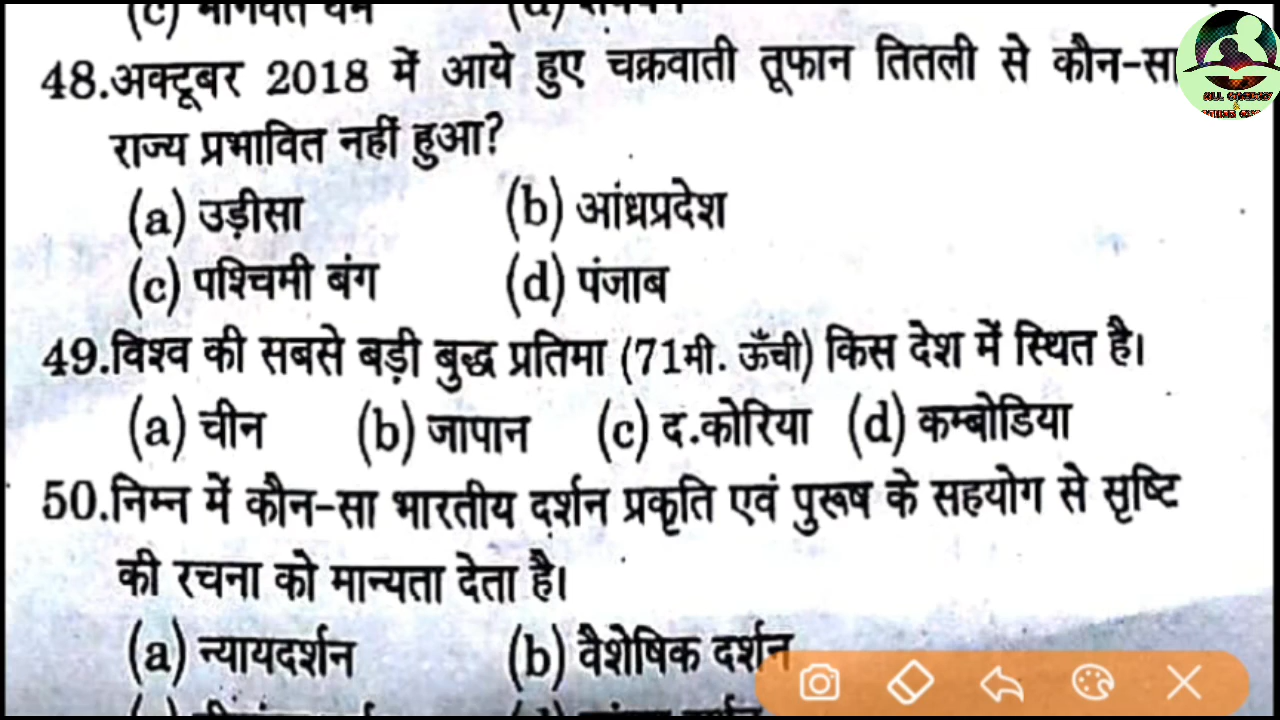 48.अक्टूबर 2018 में आये हुए चक्रवाती तूफान तितली से कौन-सा
राज्य प्रभावित नहीं हुआ?
(a) उड़ीसा (b) आंध्रप्रदेश
(c) पश्चिमी बंग (d) पंजाब
49.विश्व की सबसे बड़ी बुद्ध प्रतिमा (71मी. ऊँची) किस देश में स्थित है।
(a) चीन (b) जापान (c) द.कोरिया (d) कम्बोडिया
50.निम्न में कौन-सा भारतीय दर्शन प्रकृति एवं पुरूष के सहयोग से सृष्टि
की रचना को मान्यता देता है।
(a) न्यायदर्शन (b) वैशेषिक दर्शन